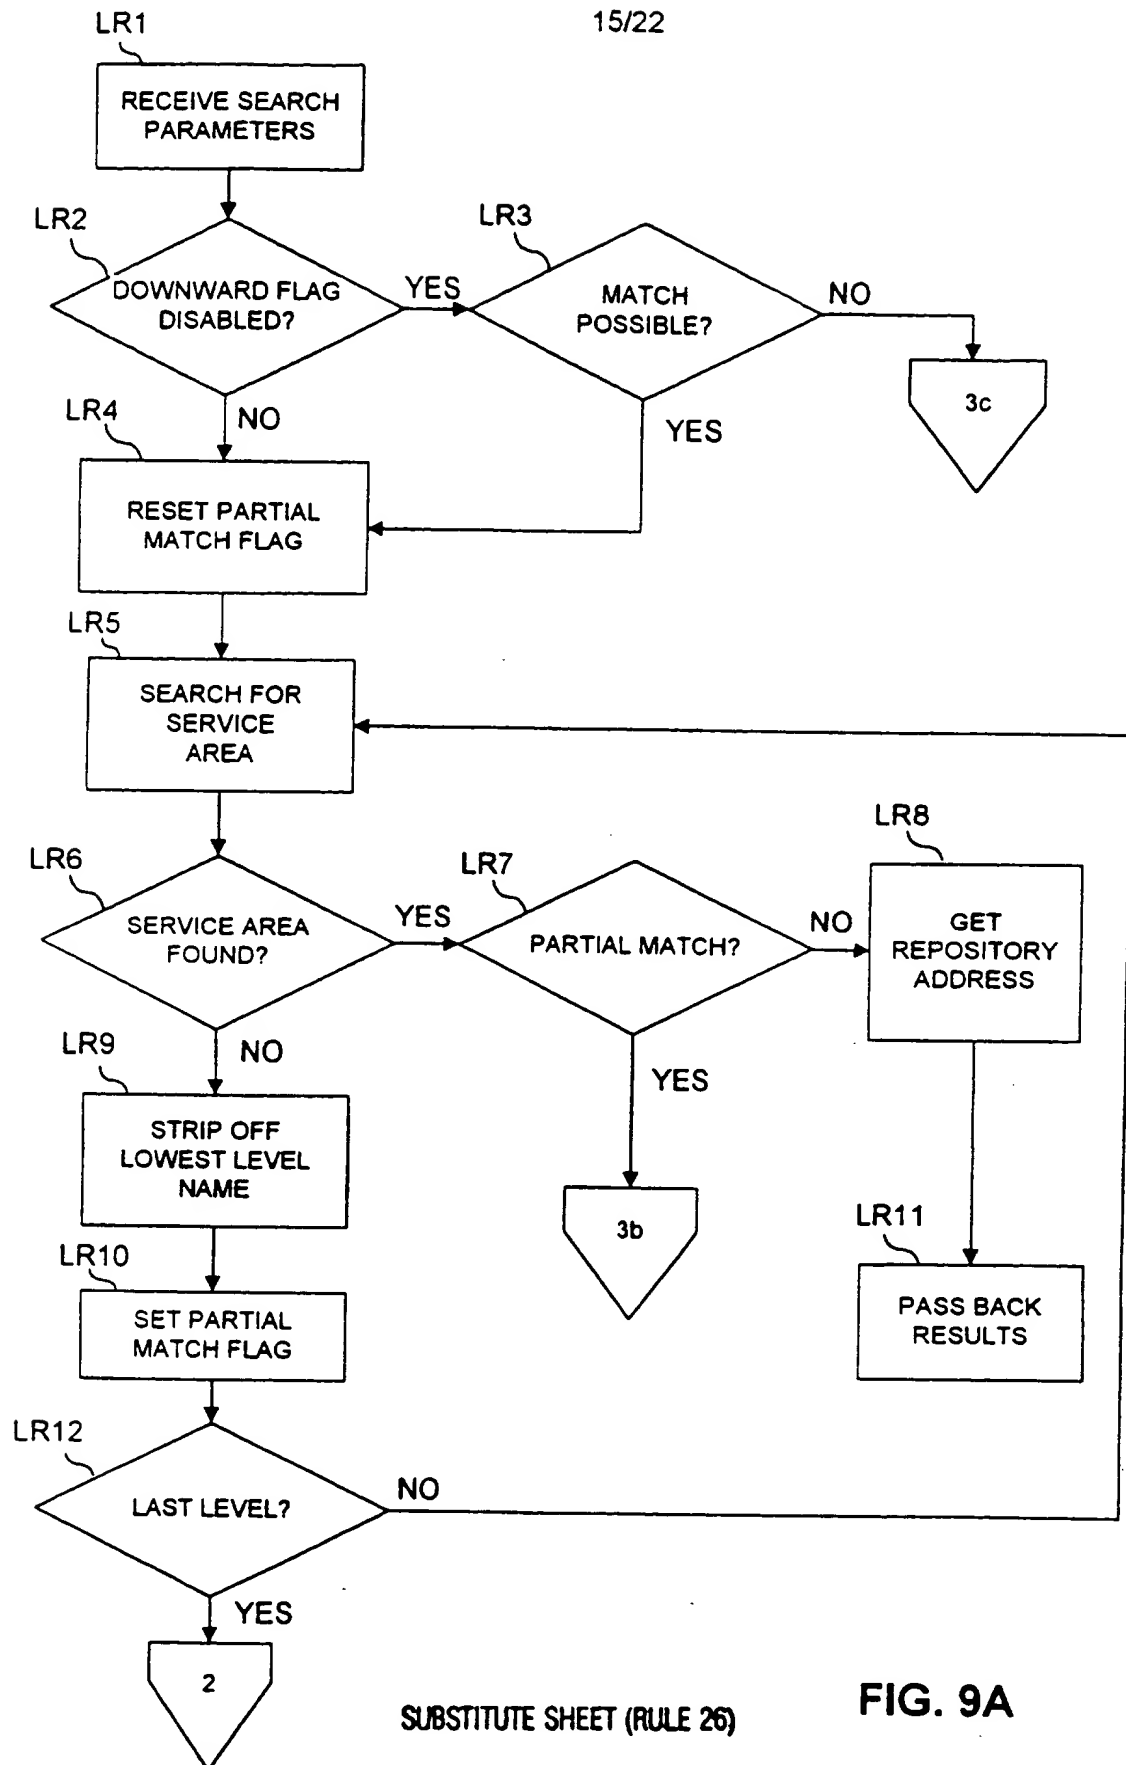 15/22
LR1
RECEIVE SEARCH
PARAMETERS
LR2
DOWNWARD FLAG
DISABLED?
YES
LR3
MATCH
POSSIBLE?
NO
3c
YES
NO
LR4
RESET PARTIAL
MATCH FLAG
LR5
SEARCH FOR
SERVICE
AREA
LR6
SERVICE AREA
FOUND?
YES
LR7
PARTIAL MATCH?
NO
LR8
GET
REPOSITORY
ADDRESS
YES
3b
LR11
PASS BACK
RESULTS
NO
LR9
STRIP OFF
LOWEST LEVEL
NAME
LR10
SET PARTIAL
MATCH FLAG
LR12
LAST LEVEL?
NO
YES
2
SUBSTITUTE SHEET (RULE 26)
FIG. 9A